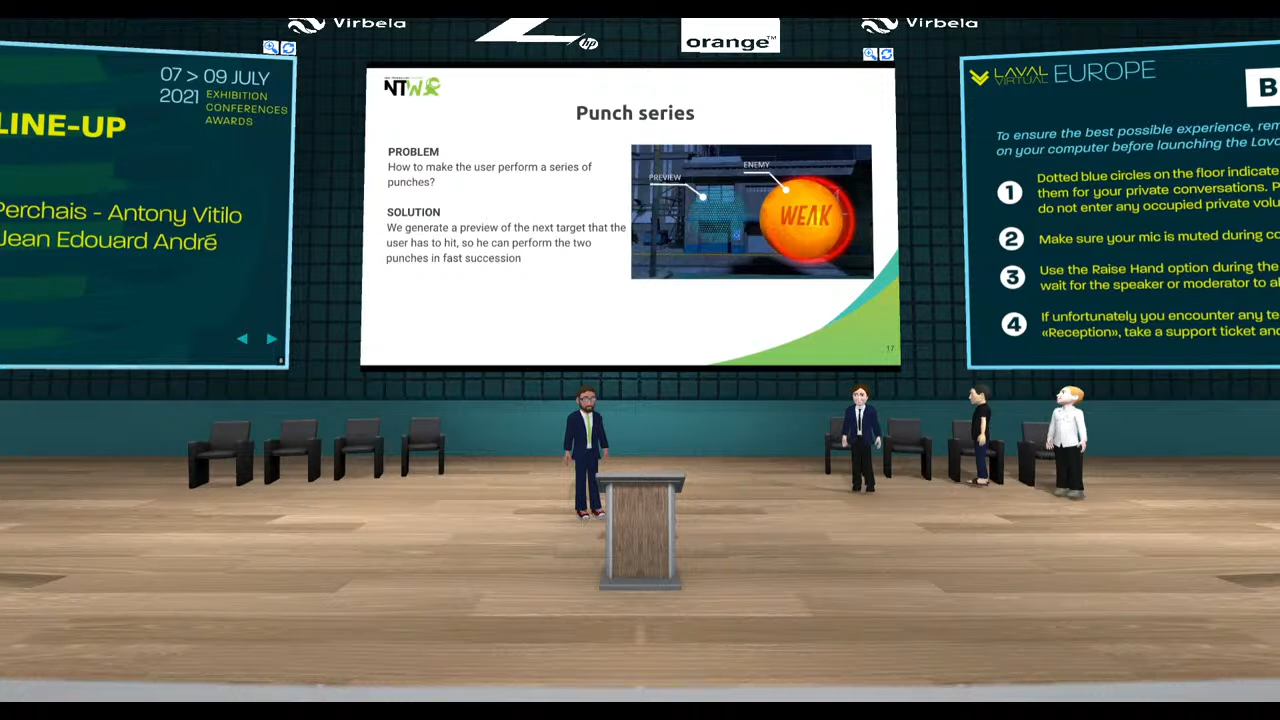 Virbela
hp
orange™
Virbela
07 > 09 JULY
2021 EXHIBITION
CONFERENCES
AWARDS
LINE-UP
Perchais - Antony Vitilo
Jean Edouard André
8
NTW
Punch series
PROBLEM
How to make the user perform a series of
punches?
SOLUTION
We generate a preview of the next target that the
user has to hit, so he can perform the two
punches in fast succession
PREVIEW
ENEMY
WEAK
17
LAVAL
VIRTUAL EUROPE
B
To ensure the best possible experience, rem
on your computer before launching the Lava
1 Dotted blue circles on the floor indicate
them for your private conversations. P
do not enter any occupied private volu
2 Make sure your mic is muted during co
3 Use the Raise Hand option during the
wait for the speaker or moderator to al
4 If unfortunately you encounter any te
«Reception», take a support ticket and